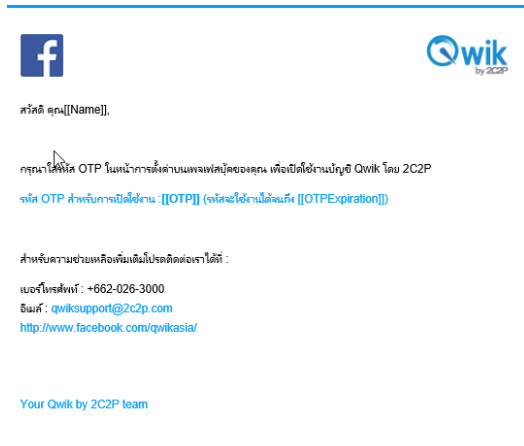 f
Qwik
by 2C2P
สวัสดี คุณ[[Name]],
กรุณาใส่รหัส OTP ในหน้าการตั้งค่าบนเพจเฟสบุ้คของคุณ เพื่อเปิดใช้งานบัญชี Qwik โดย 2C2P
รหัส OTP สำหรับการเปิดใช้งาน :[[OTP]] (รหัสจะใช้งานได้จนถึง [[OTPExpiration]])
สำหรับความช่วยเหลือเพิ่มเติมโปรดติดต่อเราได้ที่ :
เบอร์โทรศัพท์ : +662-026-3000
อีเมล์ : qwiksupport@2c2p.com
http://www.facebook.com/qwikasia/
Your Qwik by 2C2P team